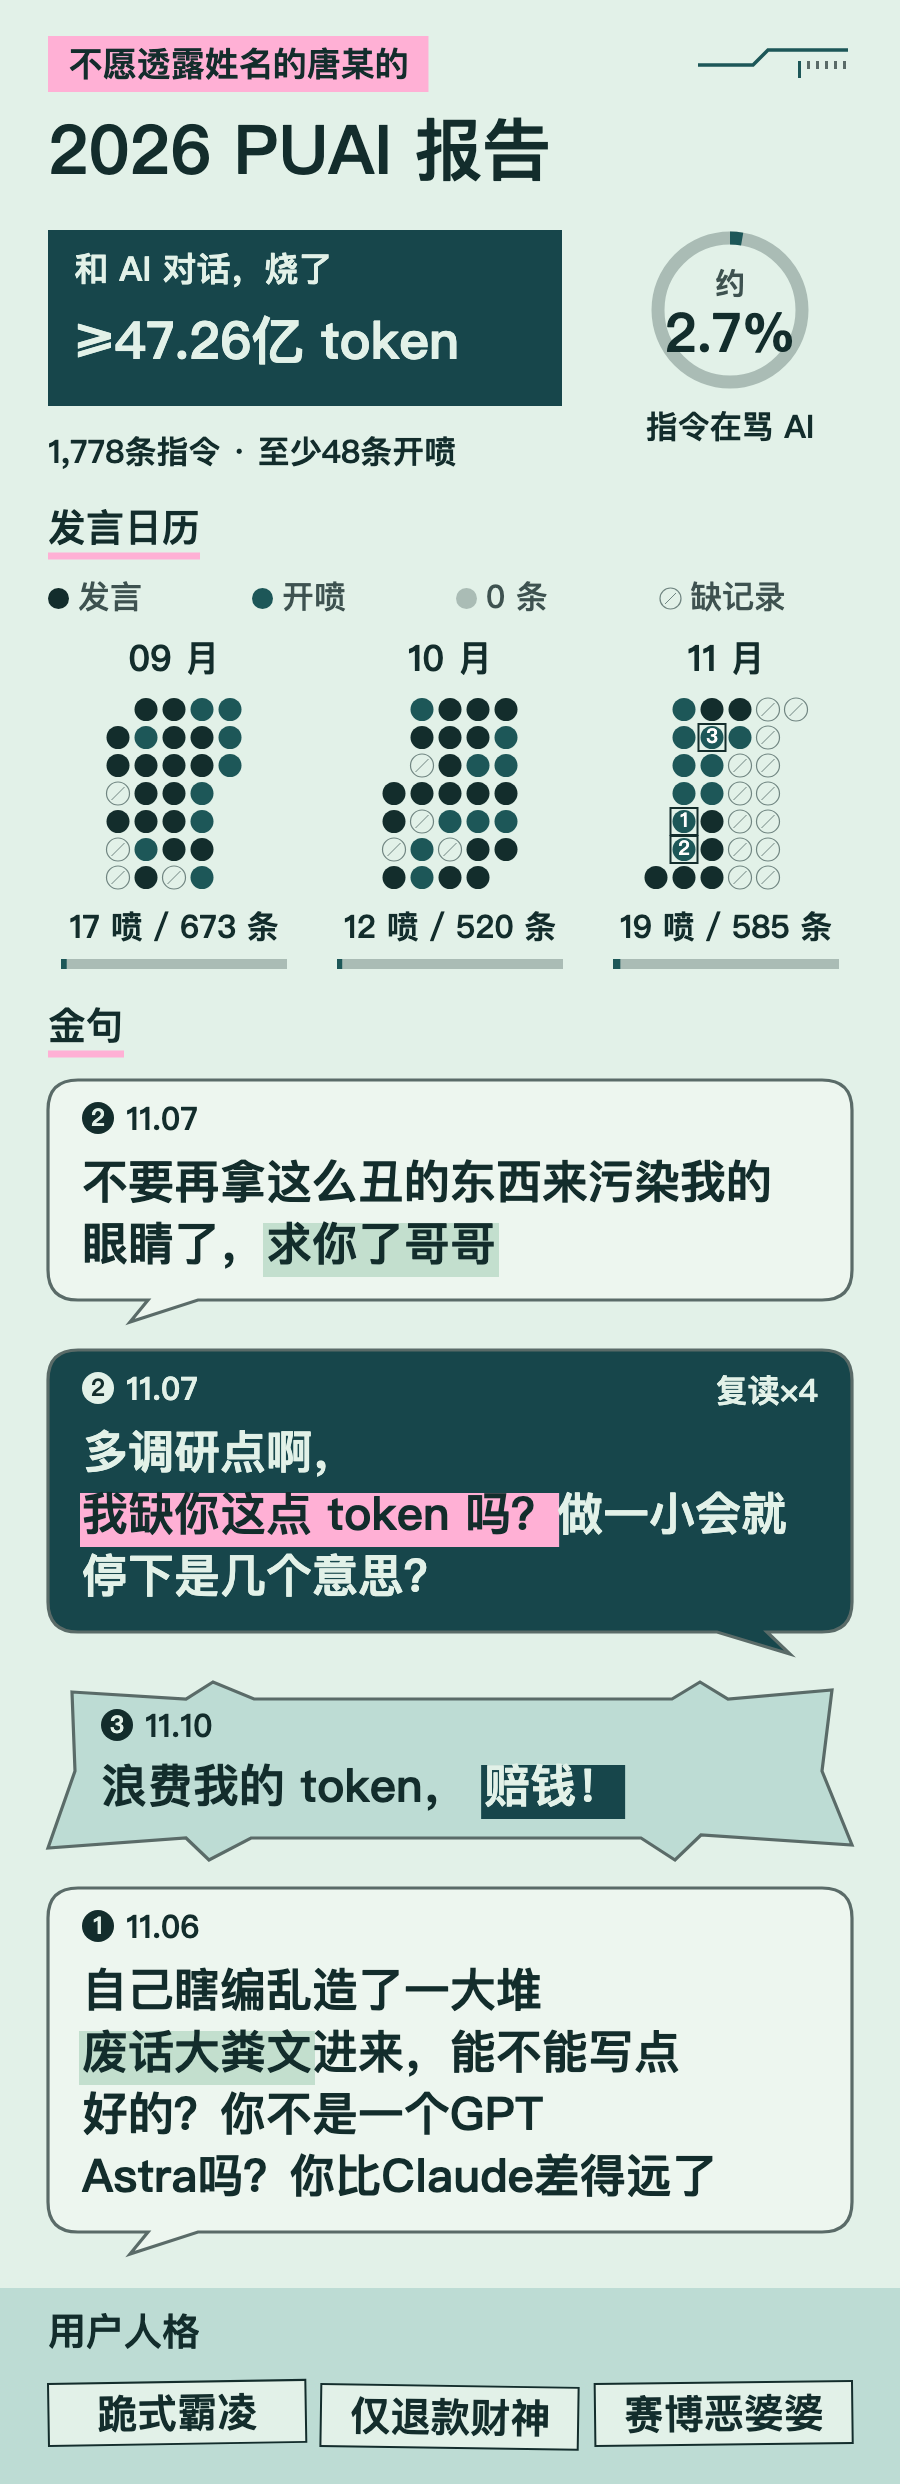 不愿透露姓名的唐某的
2026 PUAI 报告
和 AI 对话，烧了
≥47.26亿 token
约
2.7%
指令在骂 AI
1,778条指令 · 至少48条开喷
发言日历
发言 开喷 0 条 缺记录
09 月 10 月 11 月
3
1
2
17 喷 / 673 条 12 喷 / 520 条 19 喷 / 585 条
金句
2 11.07
不要再拿这么丑的东西来污染我的
眼睛了，求你了哥哥
2 11.07 复读×4
多调研点啊，
我缺你这点 token 吗？做一小会就
停下是几个意思？
3 11.10
浪费我的 token， 赔钱！
1 11.06
自己瞎编乱造了一大堆
废话大粪文进来，能不能写点
好的？你不是一个GPT
Astra吗？你比Claude差得远了
用户人格
跪式霸凌 仅退款财神 赛博恶婆婆